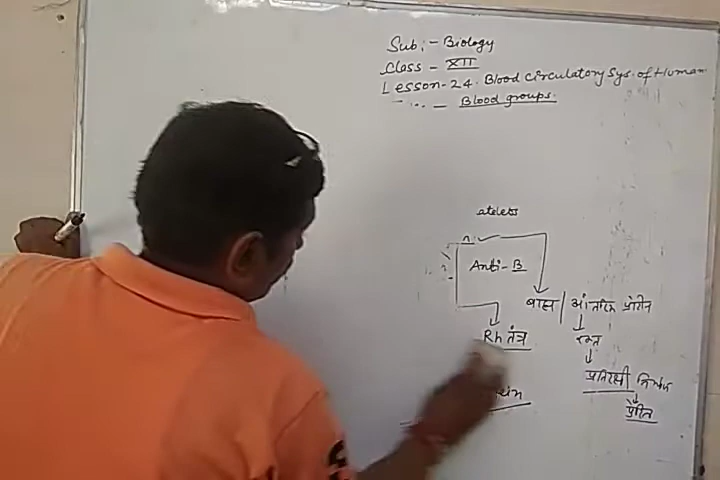 Sub:- Biology
Class - XII
Lesson-24. Blood circulatory sys. of Human
- Blood groups.
atelets
Anti-B
बाह्य / आंतरिक प्रोटीन
Rh तंत्र
रक्त
प्रतिरक्षी
प्रेरित